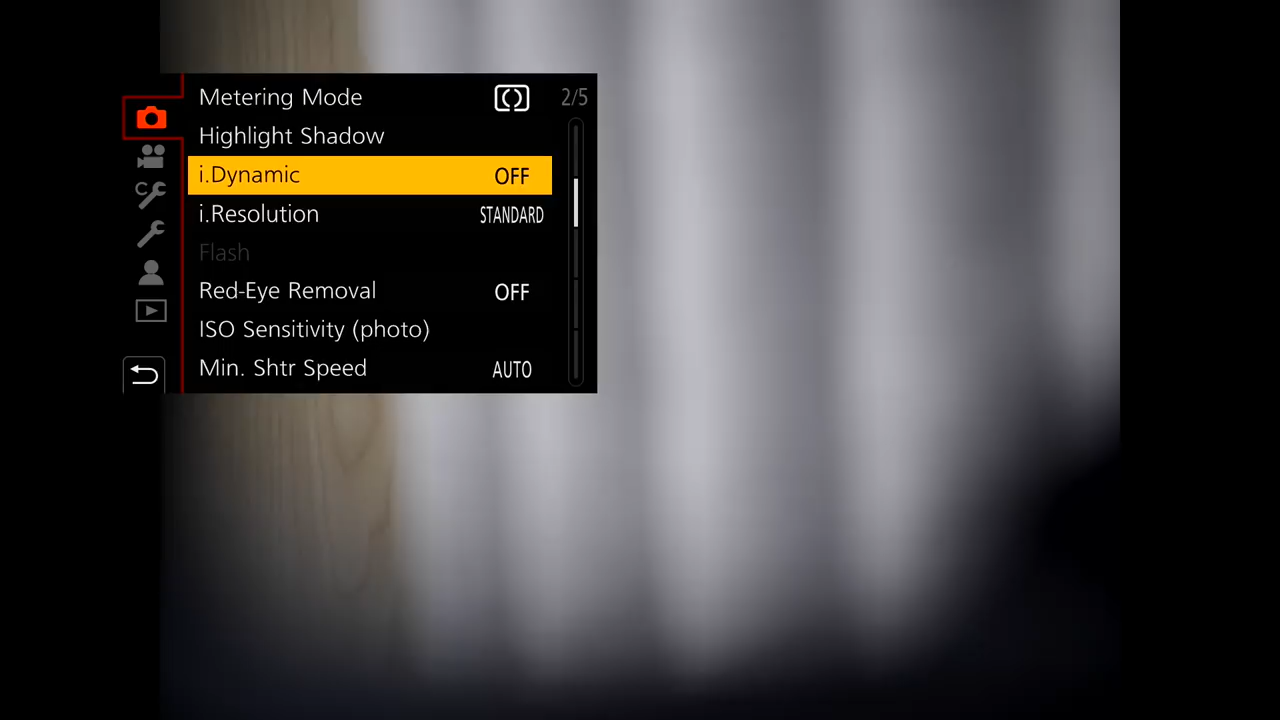 Metering Mode 2/5
Highlight Shadow
i.Dynamic OFF
i.Resolution STANDARD
Flash
Red-Eye Removal OFF
ISO Sensitivity (photo)
Min. Shtr Speed AUTO
C